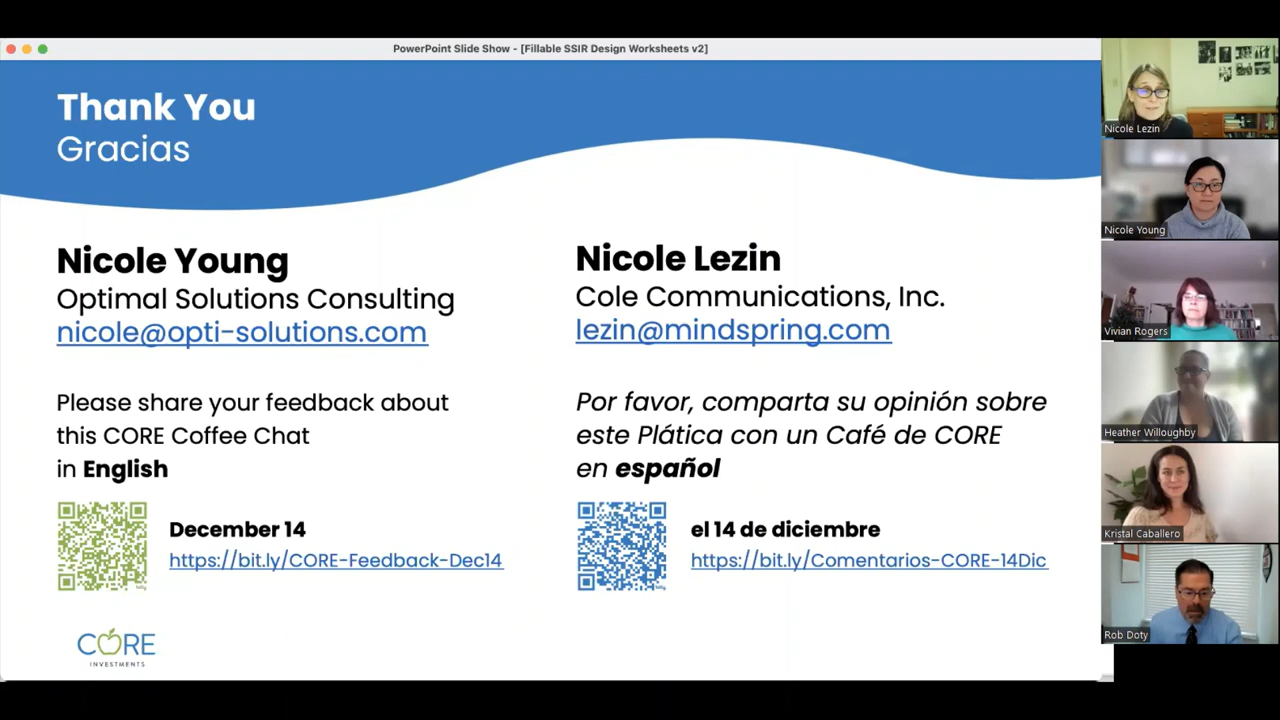 PowerPoint Slide Show - [Fillable SSIR Design Worksheets v2]
Thank You
Gracias
Nicole Young
Optimal Solutions Consulting
nicole@opti-solutions.com
Please share your feedback about
this CORE Coffee Chat
in English
December 14
https://bit.ly/CORE-Feedback-Dec14
Nicole Lezin
Cole Communications, Inc.
lezin@mindspring.com
Por favor, comparta su opinión sobre
este Plática con un Café de CORE
en español
el 14 de diciembre
https://bit.ly/Comentarios-CORE-14Dic
CORE
INVESTMENTS
Nicole Lezin
Nicole Young
Vivian Rogers
Heather Willoughby
Kristal Caballero
Rob Doty